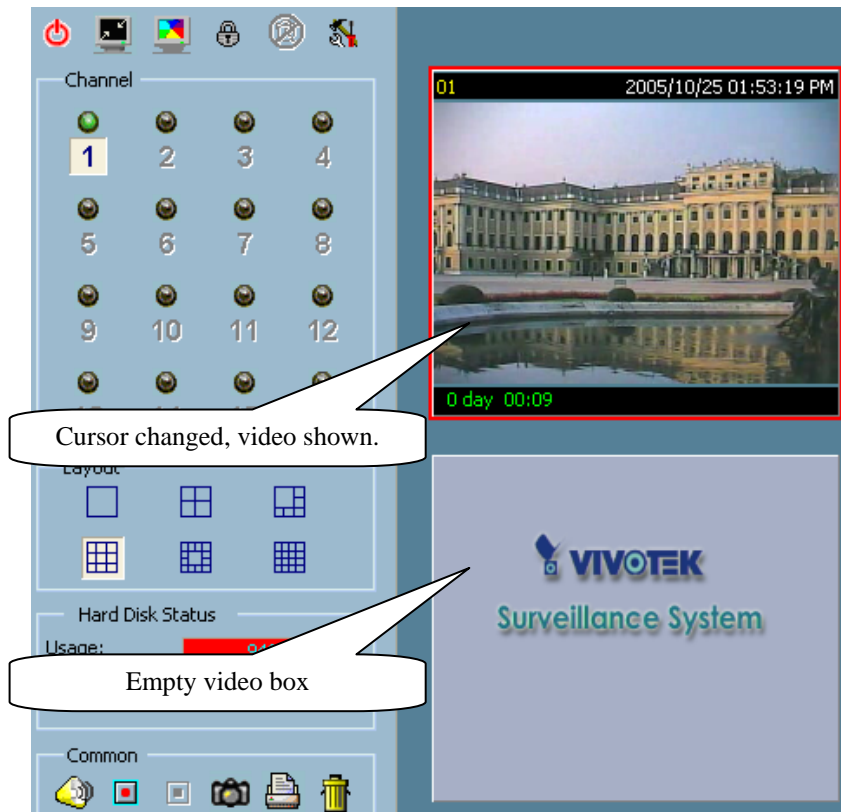 Channel
1 2 3 4
5 6 7 8
9 10 11 12
Cursor changed, video shown.
Layout
Hard Disk Status
Usage:
Empty video box
Common
01 2005/10/25 01:53:19 PM
0 day 00:09
VIVOTEK
Surveillance System